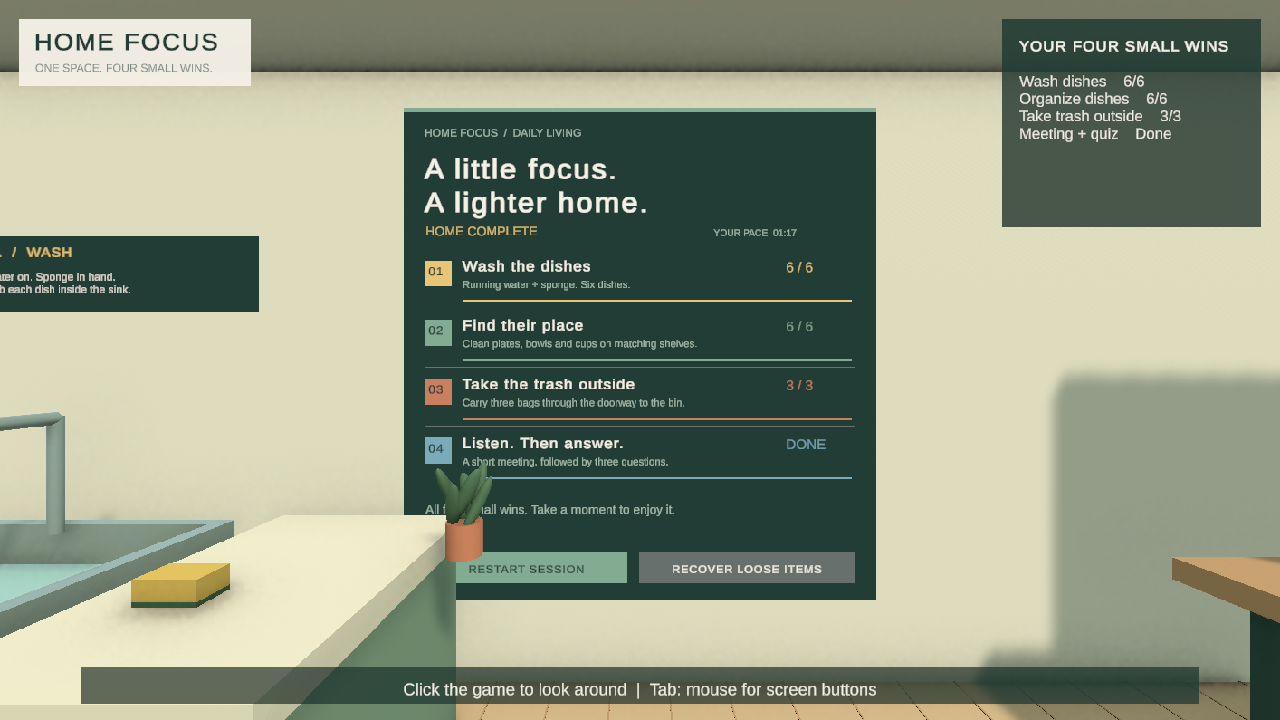 HOME FOCUS
ONE SPACE. FOUR SMALL WINS.
YOUR FOUR SMALL WINS
Wash dishes 6/6
Organize dishes 6/6
Take trash outside 3/3
Meeting + quiz Done
/ WASH
on. Sponge in hand.
each dish inside the sink.
HOME FOCUS / DAILY LIVING
A little focus.
A lighter home.
HOME COMPLETE YOUR PACE 01:17
01 Wash the dishes 6 / 6
Running water + sponge. Six dishes.
02 Find their place 6 / 6
Clean plates, bowls and cups on matching shelves.
03 Take the trash outside 3 / 3
Carry three bags through the doorway to the bin.
04 Listen. Then answer. DONE
A short meeting, followed by three questions.
All wins. Take a moment to enjoy it.
RESTART SESSION RECOVER LOOSE ITEMS
Click the game to look around | Tab: mouse for screen buttons